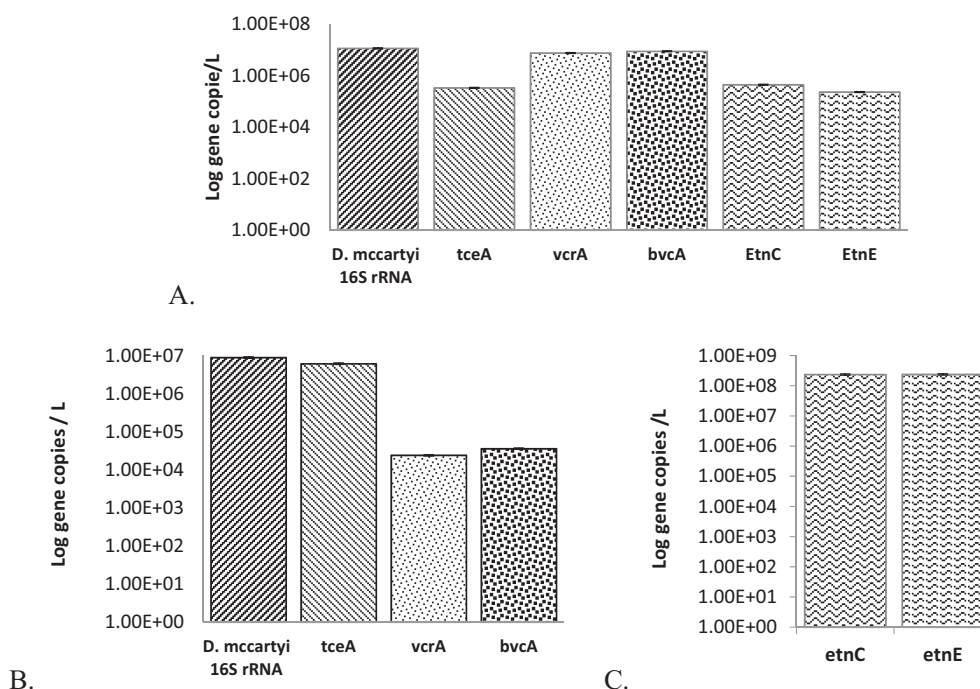 1.00E+08
1.00E+06
1.00E+04
1.00E+02
1.00E+00
Log gene copie/L
D. mccartyi
16S rRNA
tceA
vcrA
bvcA
EtnC
EtnE
A.
1.00E+07
1.00E+06
1.00E+05
1.00E+04
1.00E+03
1.00E+02
1.00E+01
1.00E+00
Log gene copies / L
D. mccartyi
16S rRNA
tceA
vcrA
bvcA
B.
1.00E+09
1.00E+08
1.00E+07
1.00E+06
1.00E+05
1.00E+04
1.00E+03
1.00E+02
1.00E+01
1.00E+00
Log gene copies /L
etnC
etnE
C.